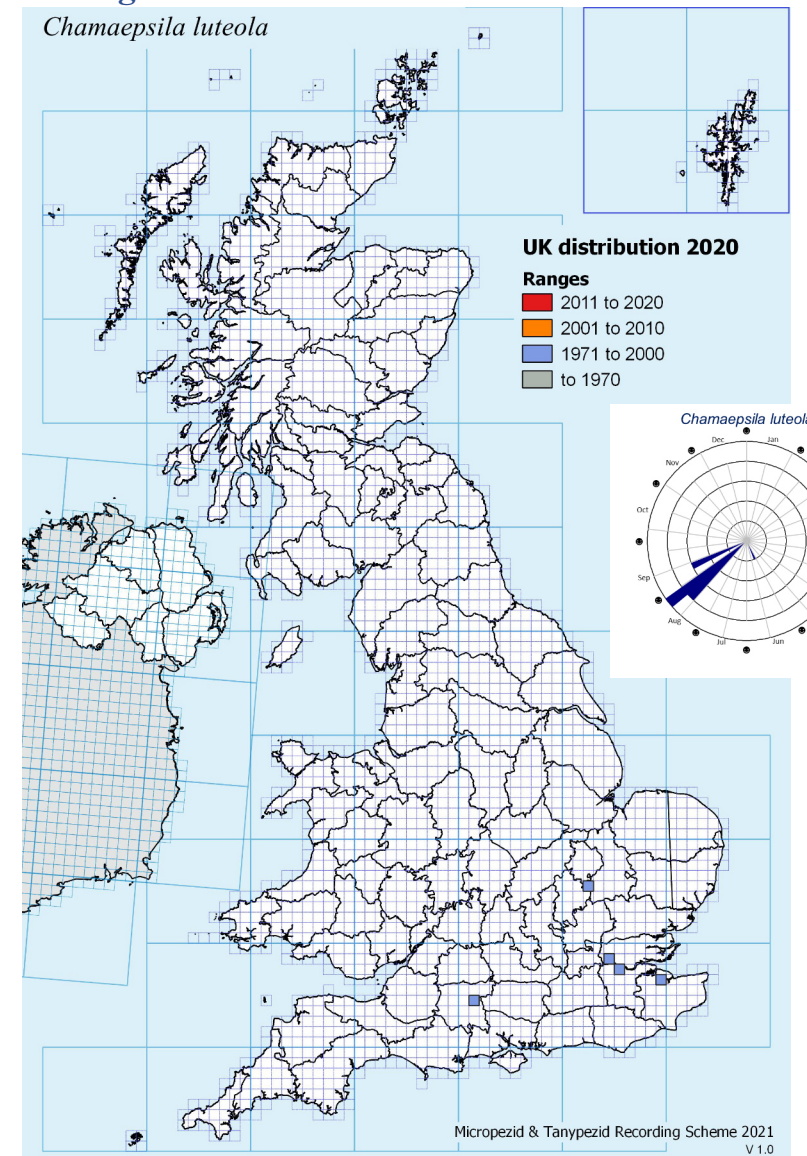 Chamaepsila luteola
UK distribution 2020
Ranges
2011 to 2020
2001 to 2010
1971 to 2000
to 1970
Chamaepsila luteola
Dec
Jan
Nov
Oct
Sep
Aug
Jul
Jun
Micropezid & Tanypezid Recording Scheme 2021
V 1.0